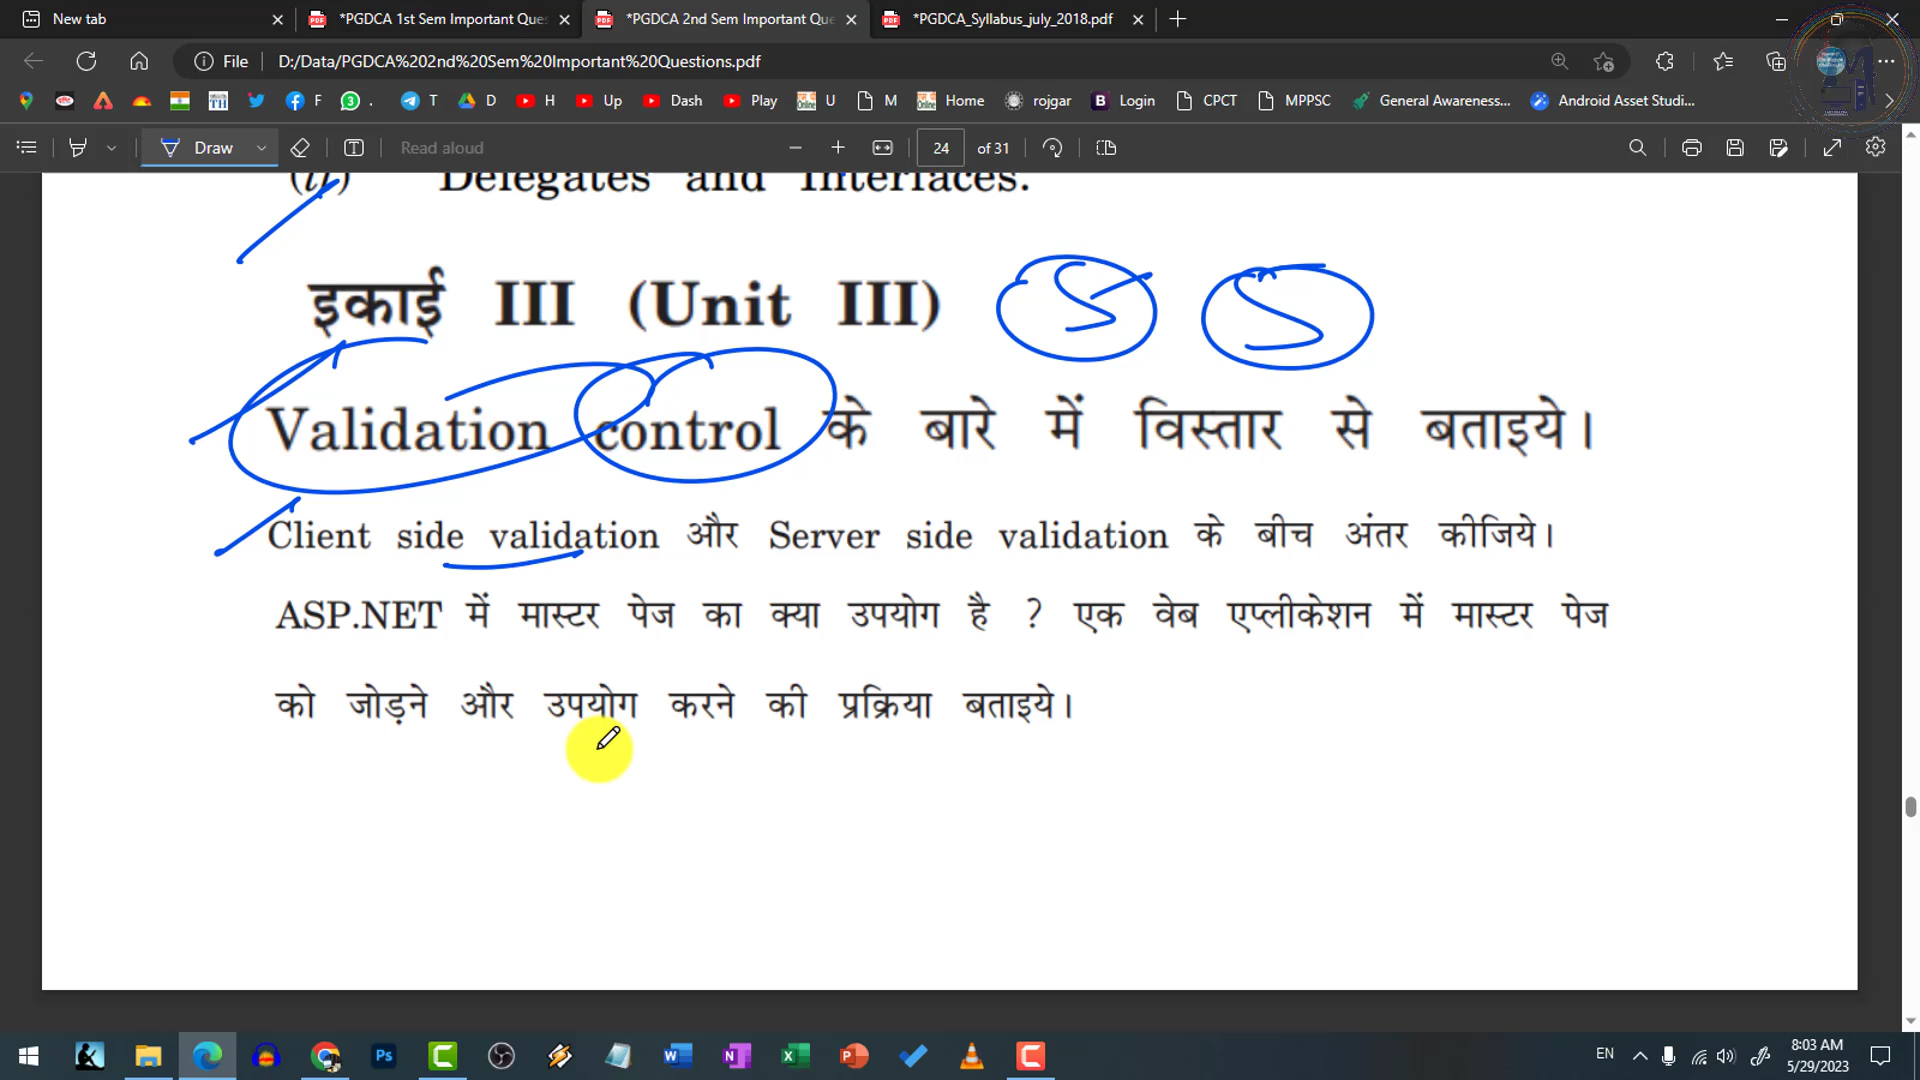 New tab
*PGDCA 1st Sem Important Que
*PGDCA 2nd Sem Important Que
*PGDCA_Syllabus_july_2018.pdf
File D:/Data/PGDCA%202nd%20Sem%20Important%20Questions.pdf
F . T D H Up Dash Play U M Home rojgar Login CPCT MPPSC General Awareness... Android Asset Studi...
Draw Read aloud 24 of 31
(ii) Delegates and Interfaces.
इकाई III (Unit III) S S
Validation control के बारे में विस्तार से बताइये।
Client side validation और Server side validation के बीच अंतर कीजिये।
ASP.NET में मास्टर पेज का क्या उपयोग है ? एक वेब एप्लीकेशन में मास्टर पेज
को जोड़ने और उपयोग करने की प्रक्रिया बताइये।
EN 8:03 AM
5/29/2023